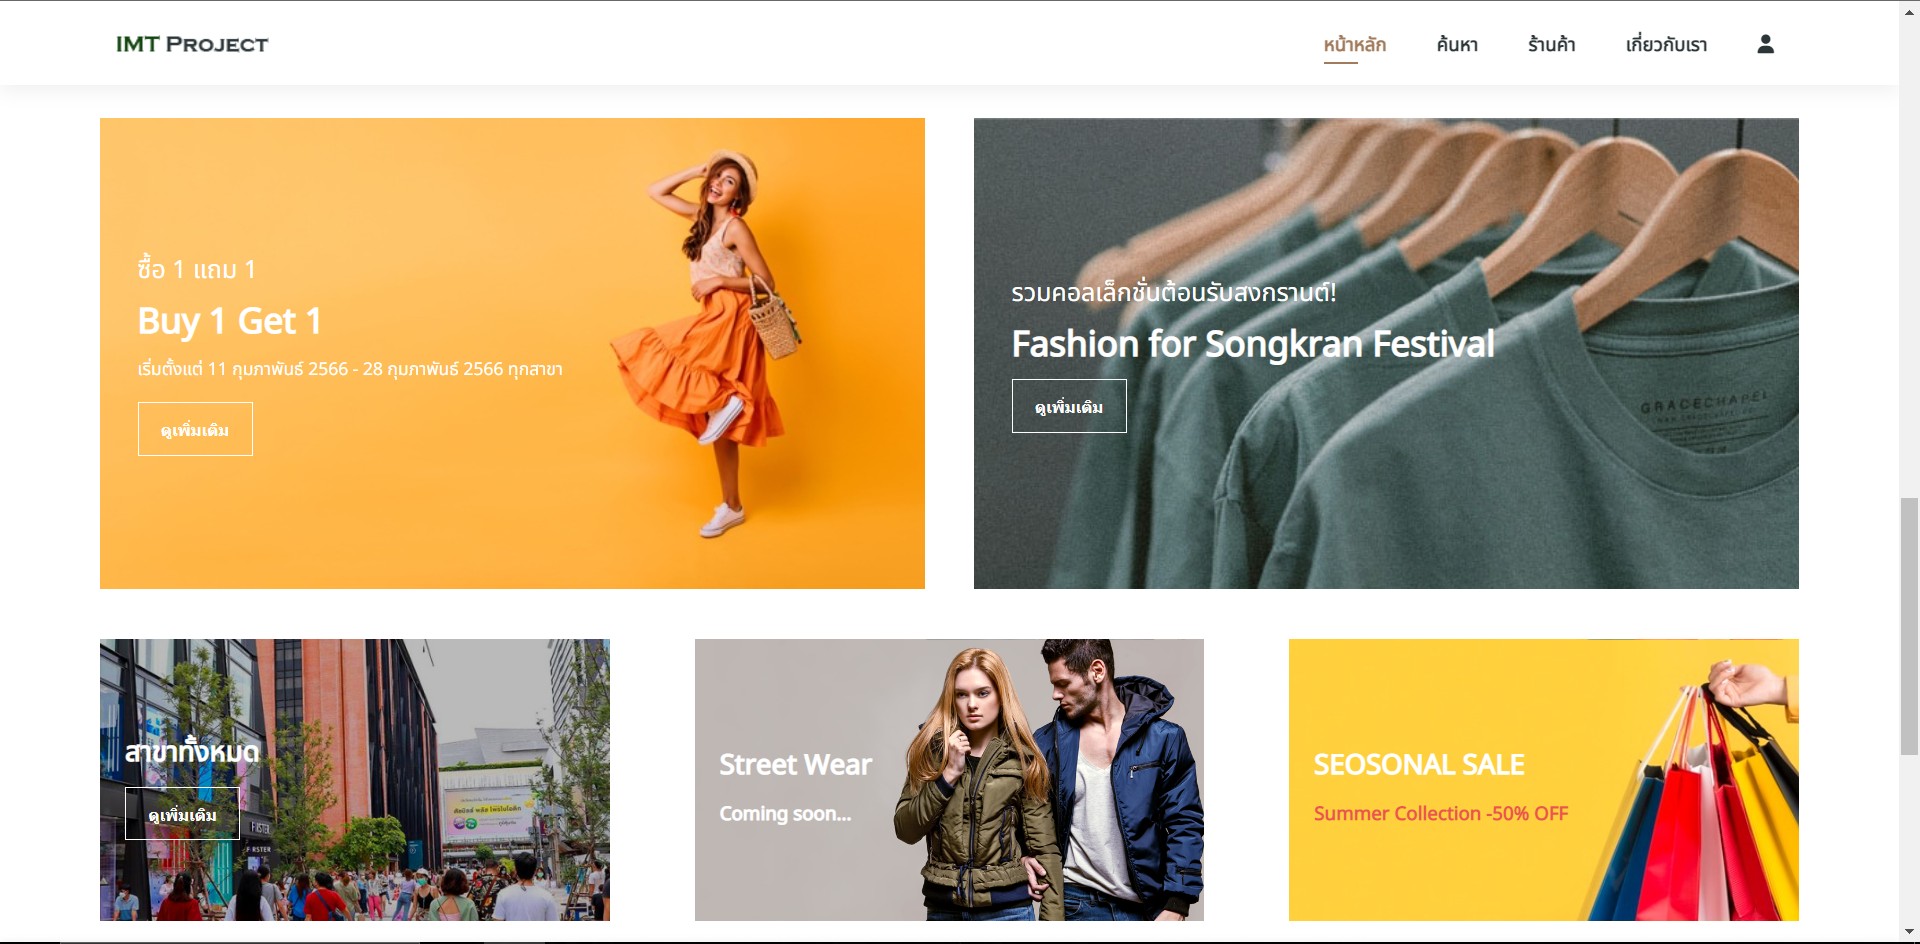 IMT PROJECT
หน้าหลัก
ค้นหา
ร้านค้า
เกี่ยวกับเรา
ซื้อ 1 แถม 1
Buy 1 Get 1
เริ่มตั้งแต่ 11 กุมภาพันธ์ 2566 - 28 กุมภาพันธ์ 2566 ทุกสาขา
ดูเพิ่มเติม
รวมคอลเล็กชั่นต้อนรับสงกรานต์!
Fashion for Songkran Festival
ดูเพิ่มเติม
GRACECHAPEL
สาขาทั้งหมด
ดูเพิ่มเติม
Street Wear
Coming soon...
SEOSONAL SALE
Summer Collection -50% OFF